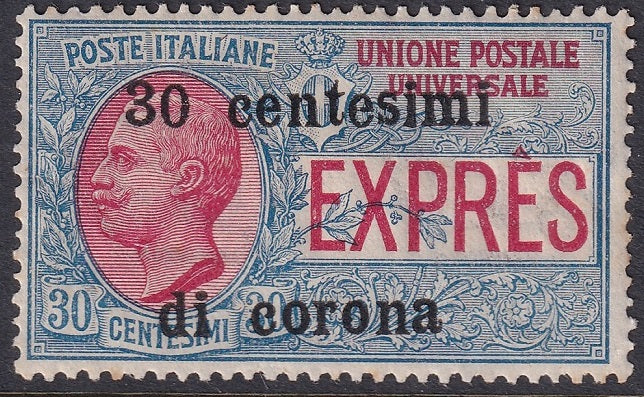 POSTE ITALIANE
UNIONE POSTALE
UNIVERSALE
30 centesimi
EXPRÈS
di corona
30 CENTESIMI 30